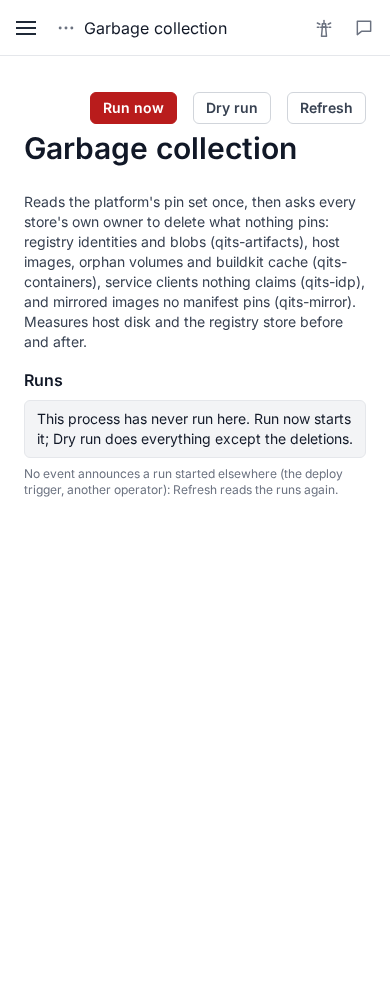 Garbage collection
Run now
Dry run
Refresh
Garbage collection
Reads the platform's pin set once, then asks every
store's own owner to delete what nothing pins:
registry identities and blobs (qits-artifacts), host
images, orphan volumes and buildkit cache (qits-
containers), service clients nothing claims (qits-idp),
and mirrored images no manifest pins (qits-mirror).
Measures host disk and the registry store before
and after.
Runs
This process has never run here. Run now starts
it; Dry run does everything except the deletions.
No event announces a run started elsewhere (the deploy
trigger, another operator): Refresh reads the runs again.